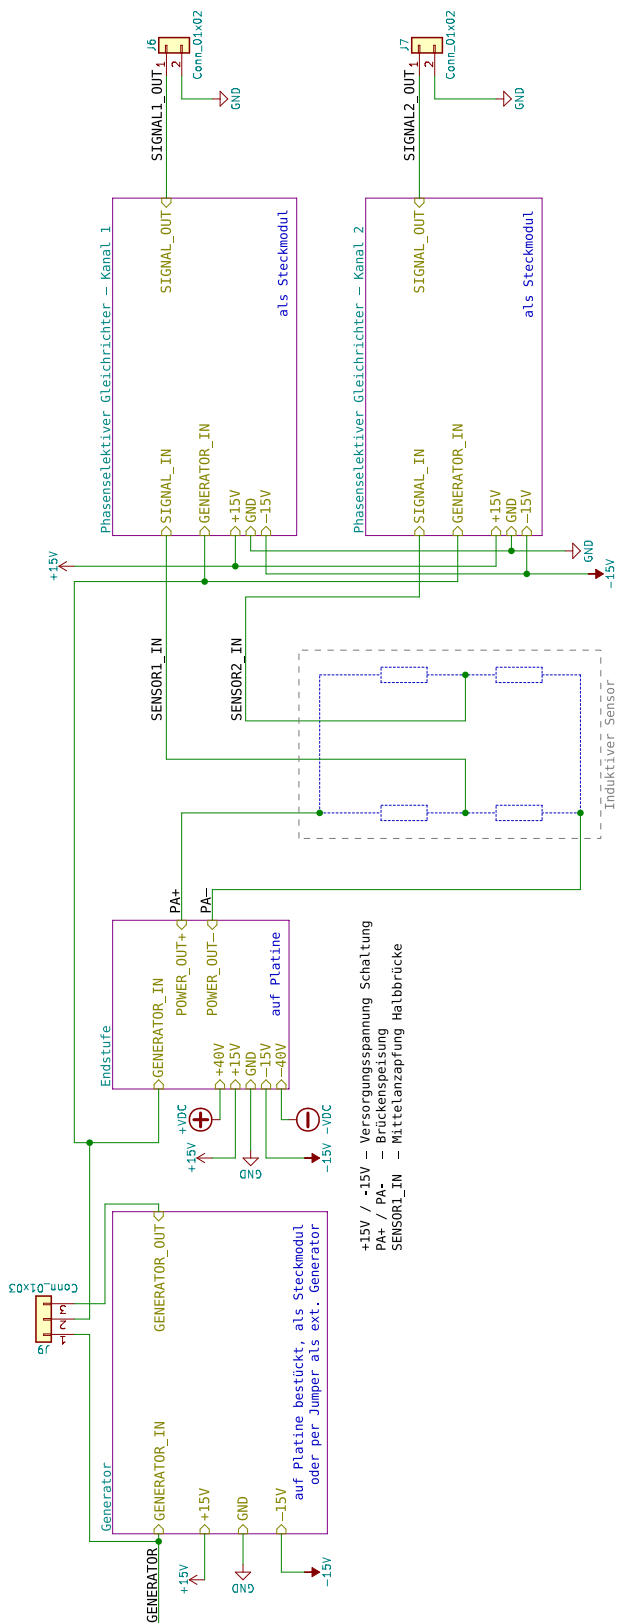 GENERATOR
Generator
GENERATOR_IN
GENERATOR_OUT
+15V
GND
−15V
auf Platine bestückt, als Steckmodul
oder per Jumper als ext. Generator
+15V
GND
−15V
J9
Conn_01x03
1
2
3
Endstufe
GENERATOR_IN
POWER_OUT+
POWER_OUT−
+40V
+15V
GND
−15V
−40V
auf Platine
+VDC
+15V
GND
−15V
−VDC
PA+
PA−
+15V / -15V – Versorgungsspannung Schaltung
PA+ / PA- – Brückenspeisung
SENSOR1_IN – Mittelanzapfung Halbbrücke
SENSOR1_IN
SENSOR2_IN
Induktiver Sensor
+15V
GND
−15V
Phasenselektiver Gleichrichter – Kanal 1
SIGNAL_IN
SIGNAL_OUT
GENERATOR_IN
+15V
GND
−15V
als Steckmodul
SIGNAL1_OUT
J6
Conn_01x02
1
2
GND
Phasenselektiver Gleichrichter – Kanal 2
SIGNAL_IN
SIGNAL_OUT
GENERATOR_IN
+15V
GND
−15V
als Steckmodul
SIGNAL2_OUT
J7
Conn_01x02
1
2
GND